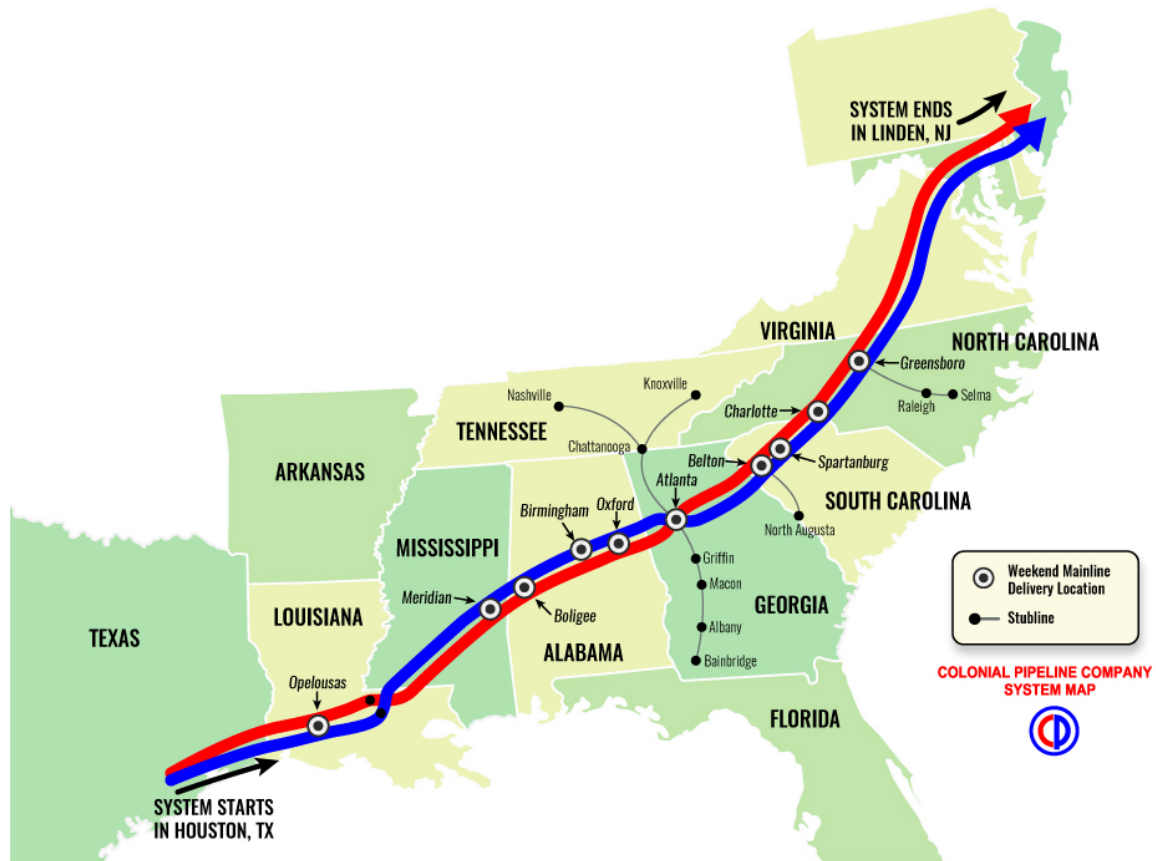 SYSTEM ENDS
IN LINDEN, NJ
VIRGINIA
NORTH CAROLINA
Greensboro
Nashville
Knoxville
Raleigh
Selma
Charlotte
TENNESSEE
Chattanooga
Belton
Spartanburg
ARKANSAS
Atlanta
SOUTH CAROLINA
Oxford
Birmingham
North Augusta
MISSISSIPPI
Griffin
Macon
Meridian
Boligee
GEORGIA
LOUISIANA
Albany
TEXAS
ALABAMA
Bainbridge
Opelousas
FLORIDA
SYSTEM STARTS
IN HOUSTON, TX
Weekend Mainline
Delivery Location
Stubline
COLONIAL PIPELINE COMPANY
SYSTEM MAP
CP